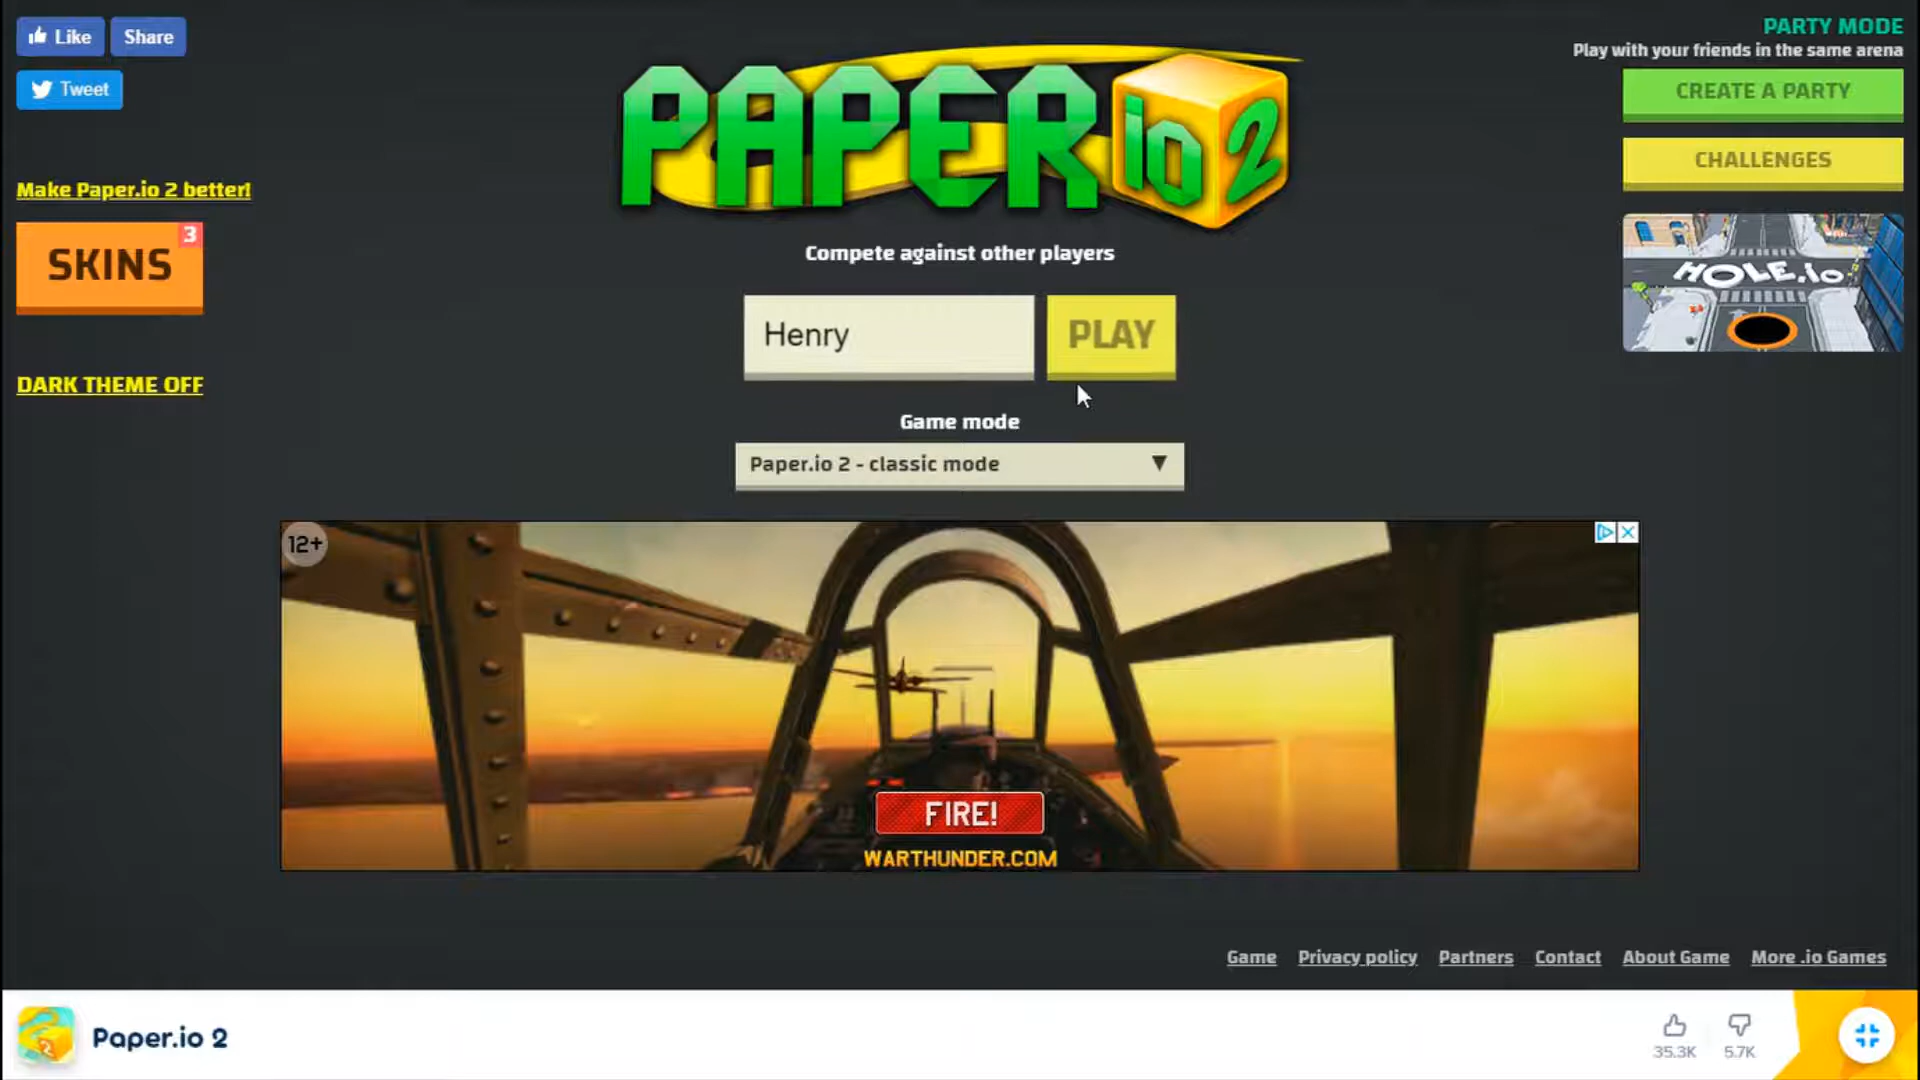 Like Share
Tweet
Make Paper.io 2 better!
SKINS
3
DARK THEME OFF
PAPER io 2
Compete against other players
Henry
PLAY
Game mode
Paper.io 2 - classic mode
PARTY MODE
Play with your friends in the same arena
CREATE A PARTY
CHALLENGES
HOLE.io
12+
FIRE!
WARTHUNDER.COM
Game Privacy policy Partners Contact About Game More .io Games
2
Paper.io 2
35.3K 5.7K